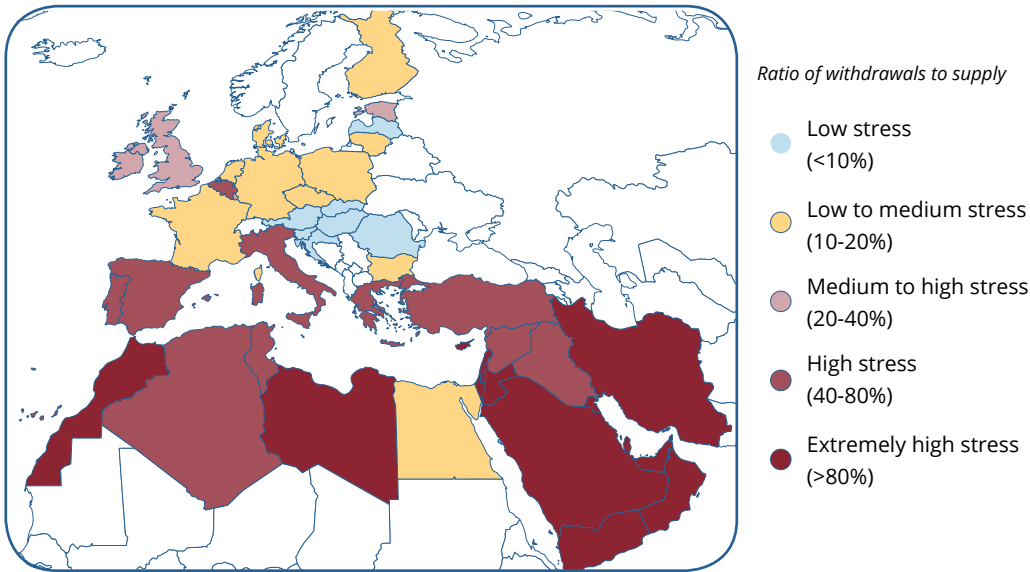 Ratio of withdrawals to supply
Low stress
(<10%)
Low to medium stress
(10-20%)
Medium to high stress
(20-40%)
High stress
(40-80%)
Extremely high stress
(>80%)